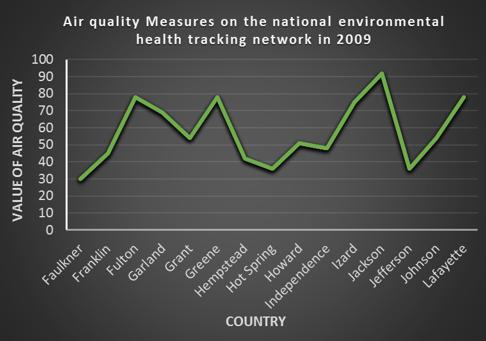 Air quality Measures on the national environmental
health tracking network in 2009
VALUE OF AIR QUALITY
100
90
80
70
60
50
40
30
20
10
0
Faulkner
Franklin
Fulton
Garland
Grant
Greene
Hempstead
Hot Spring
Howard
Independence
Izard
Jackson
Jefferson
Johnson
Lafayette
COUNTRY